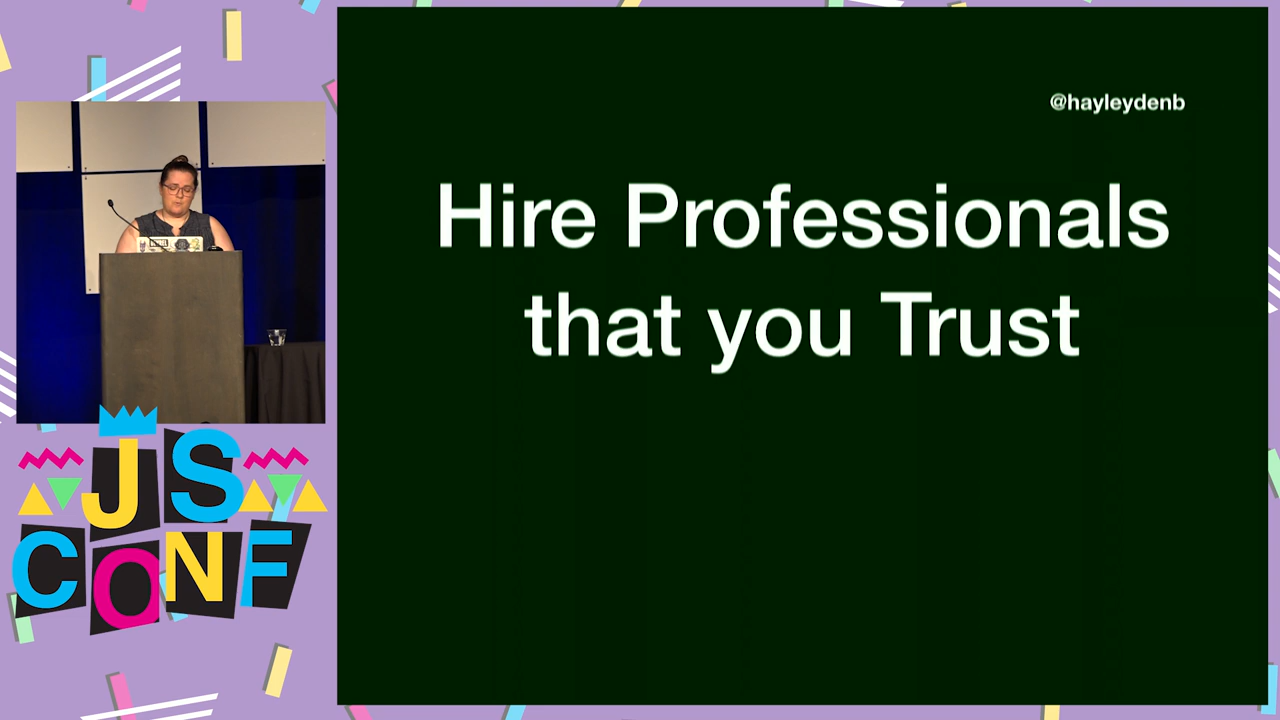 @hayleydenb
Hire Professionals
that you Trust
JS
CONF